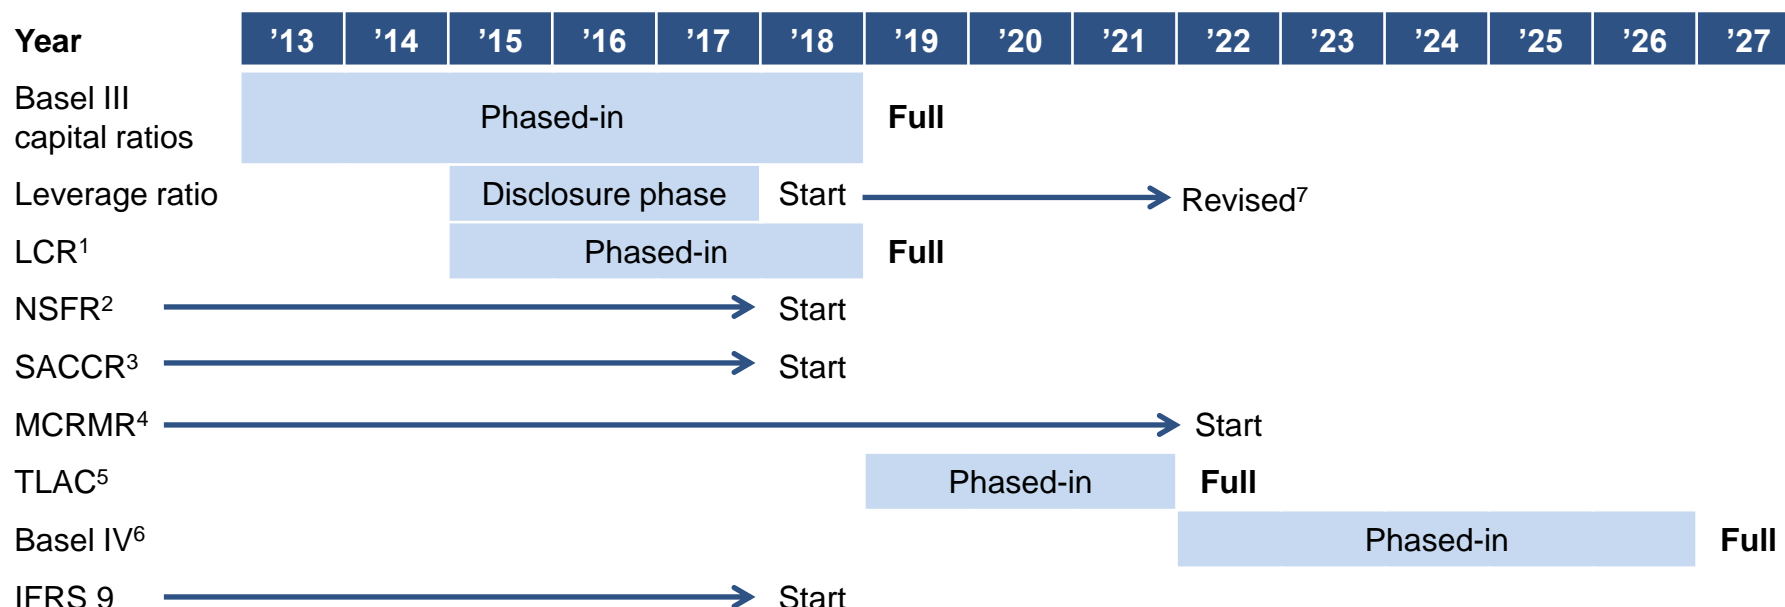 Year ’13 ’14 ’15 ’16 ’17 ’18 ’19 ’20 ’21 ’22 ’23 ’24 ’25 ’26 ’27
Basel III
capital ratios
Phased-in Full
Leverage ratio Disclosure phase Start Revised⁷
LCR¹ Phased-in Full
NSFR² Start
SACCR³ Start
MCRMR⁴ Start
TLAC⁵ Phased-in Full
Basel IV⁶ Phased-in Full
IFRS 9 Start